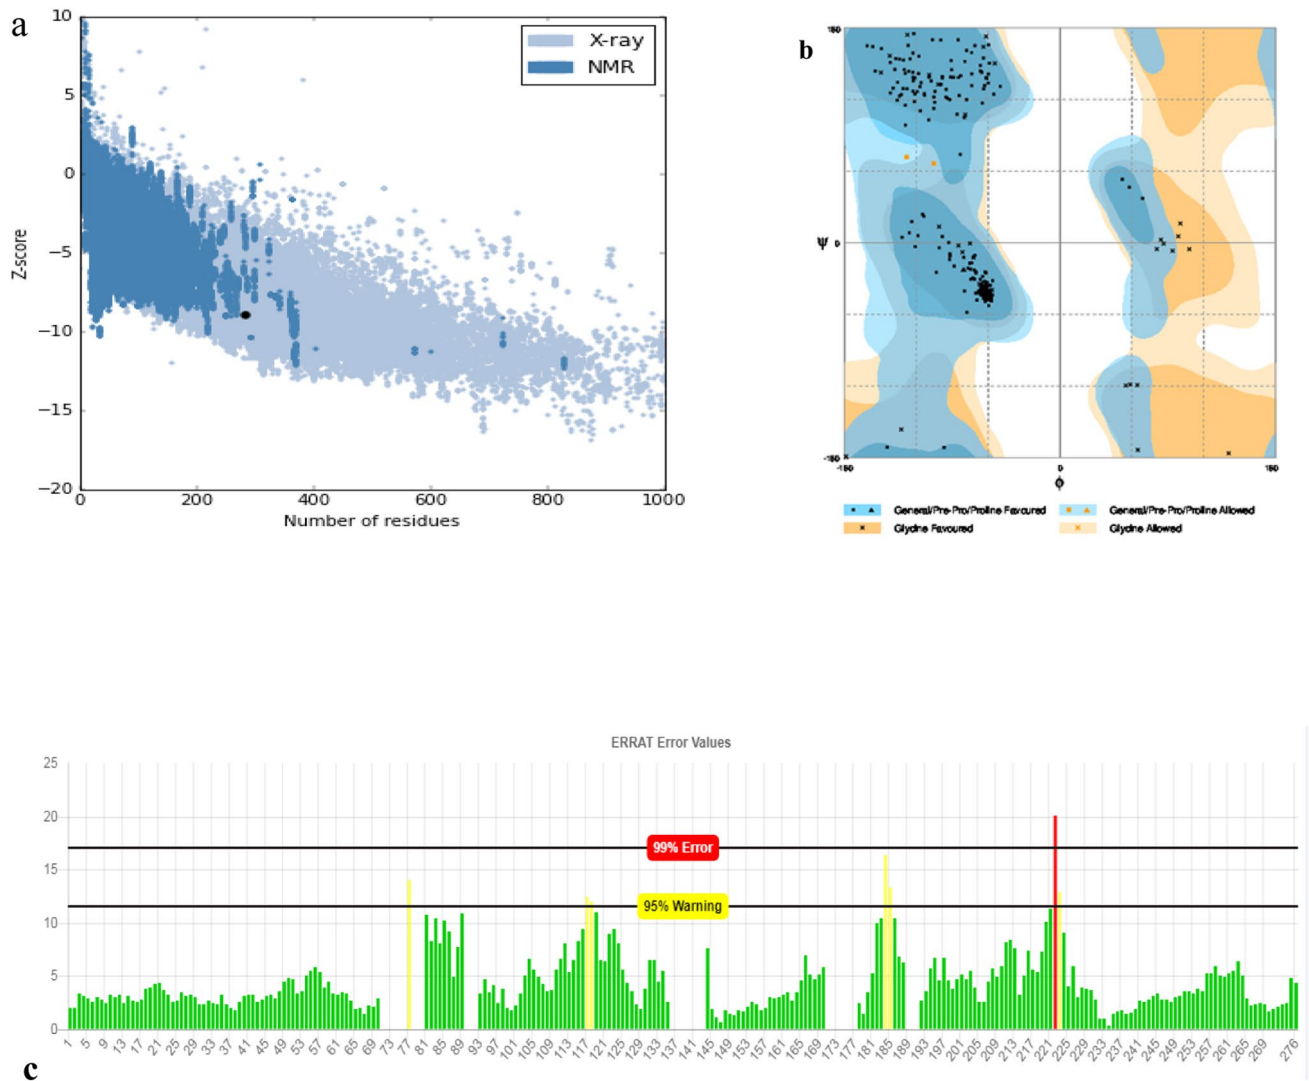 a
10
5
0
−5
−10
−15
−20
Z-score
X-ray
NMR
0 200 400 600 800 1000
Number of residues
b
180
ψ 0
-180
-180 0 180
ϕ
General/Pre-Pro/Proline Favoured General/Pre-Pro/Proline Allowed
Glycine Favoured Glycine Allowed
ERRAT Error Values
25
20
99% Error
15
95% Warning
10
5
0
1 5 9 13 17 21 25 29 33 37 41 45 49 53 57 61 65 69 73 77 81 85 89 93 97 101 105 109 113 117 121 125 129 133 137 141 145 149 153 157 161 165 169 173 177 181 185 189 193 197 201 205 209 213 217 221 225 229 233 237 241 245 249 253 257 261 265 269 276
c